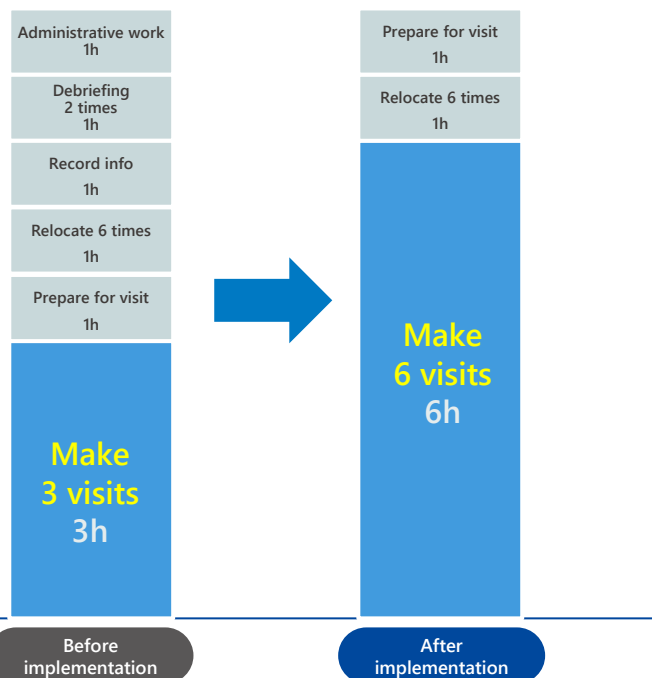 Administrative work
1h
Debriefing
2 times
1h
Record info
1h
Relocate 6 times
1h
Prepare for visit
1h
Make
3 visits
3h
Before
implementation
Prepare for visit
1h
Relocate 6 times
1h
Make
6 visits
6h
After
implementation